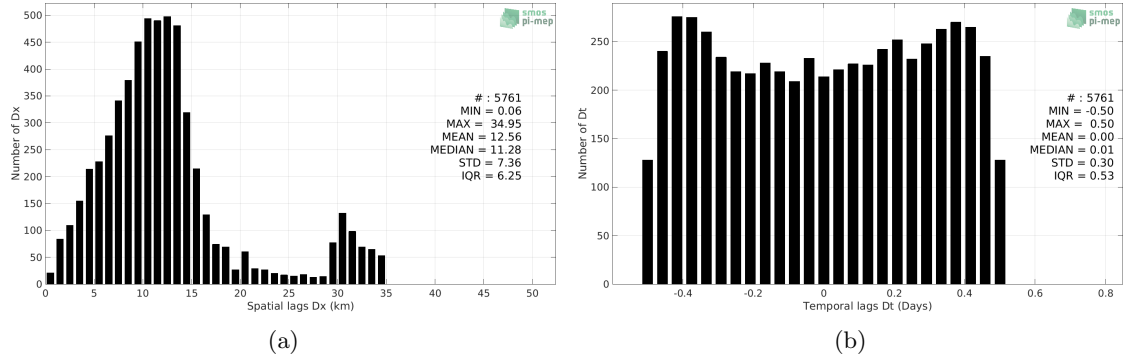 500
450
400
350
300
250
200
150
100
50
0
Number of Dx
smos
pi-mep
# : 5761
MIN = 0.06
MAX = 34.95
MEAN = 12.56
MEDIAN = 11.28
STD = 7.36
IQR = 6.25
0 5 10 15 20 25 30 35 40 45 50
Spatial lags Dx (km)
(a)
250
200
150
100
50
0
Number of Dt
smos
pi-mep
# : 5761
MIN = -0.50
MAX = 0.50
MEAN = 0.00
MEDIAN = 0.01
STD = 0.30
IQR = 0.53
-0.4 -0.2 0 0.2 0.4 0.6 0.8
Temporal lags Dt (Days)
(b)